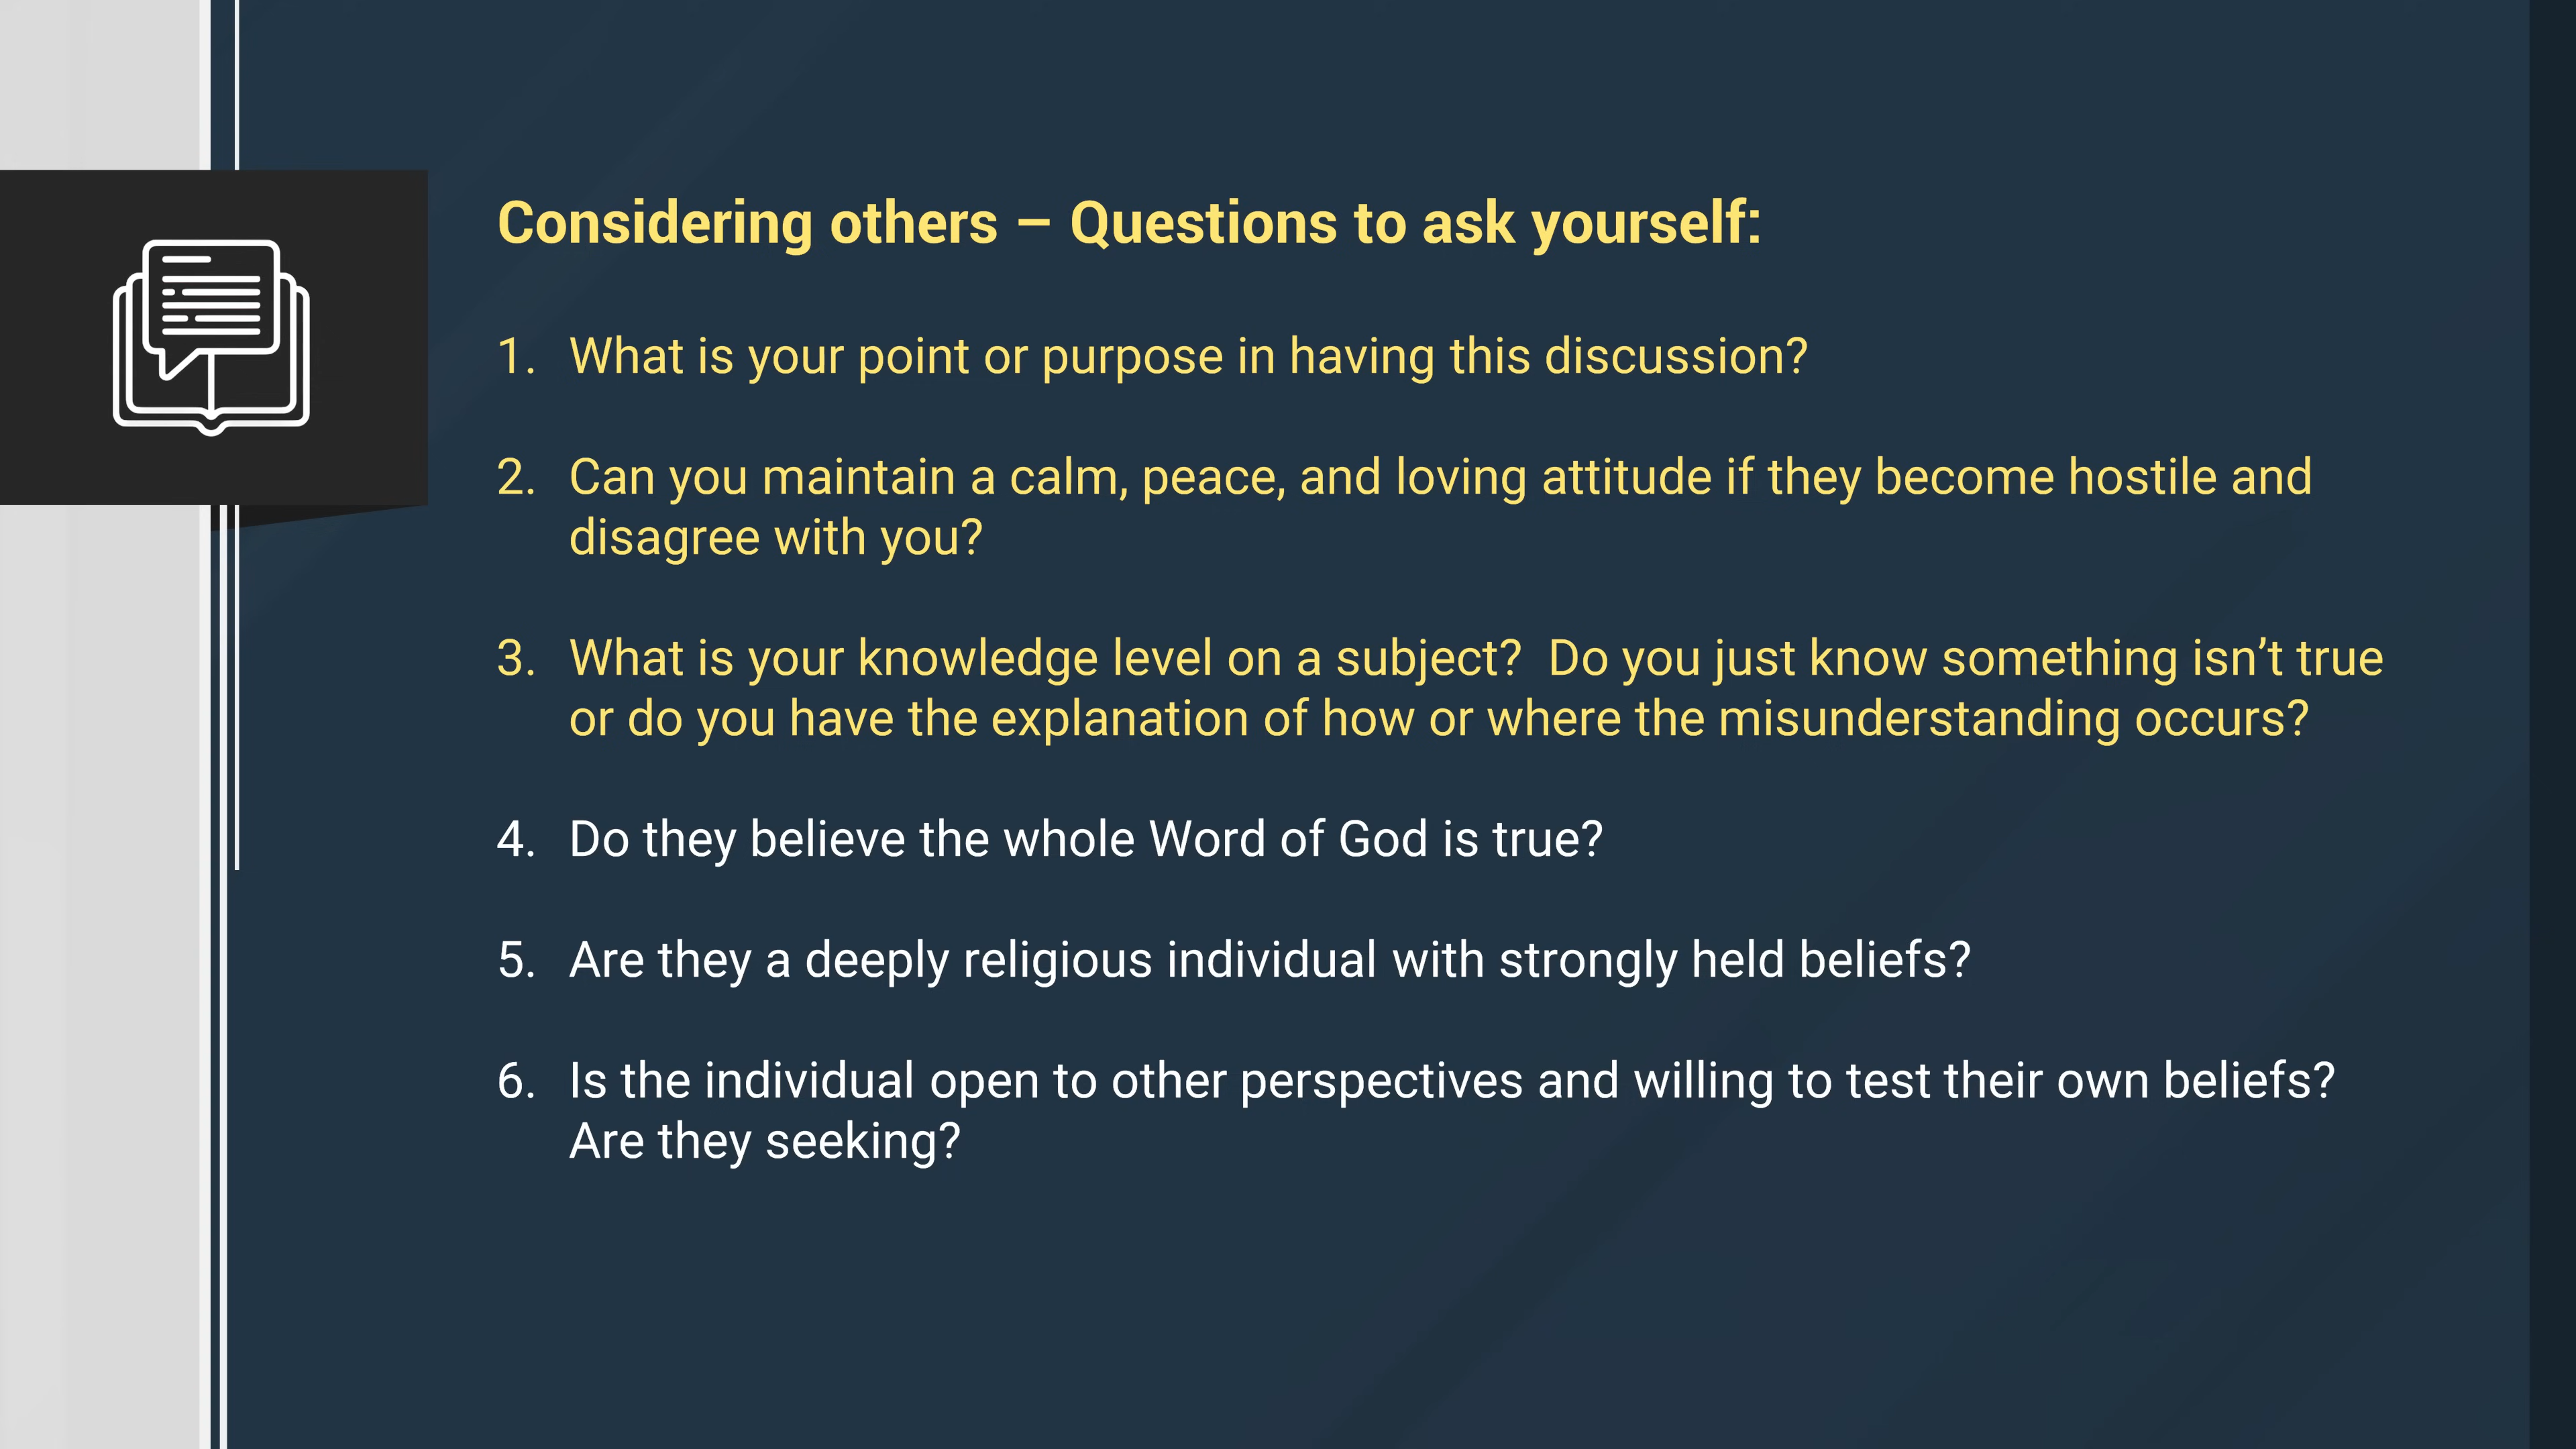 Considering others – Questions to ask yourself:
1. What is your point or purpose in having this discussion?
2. Can you maintain a calm, peace, and loving attitude if they become hostile and
disagree with you?
3. What is your knowledge level on a subject?  Do you just know something isn’t true
or do you have the explanation of how or where the misunderstanding occurs?
4. Do they believe the whole Word of God is true?
5. Are they a deeply religious individual with strongly held beliefs?
6. Is the individual open to other perspectives and willing to test their own beliefs?
Are they seeking?